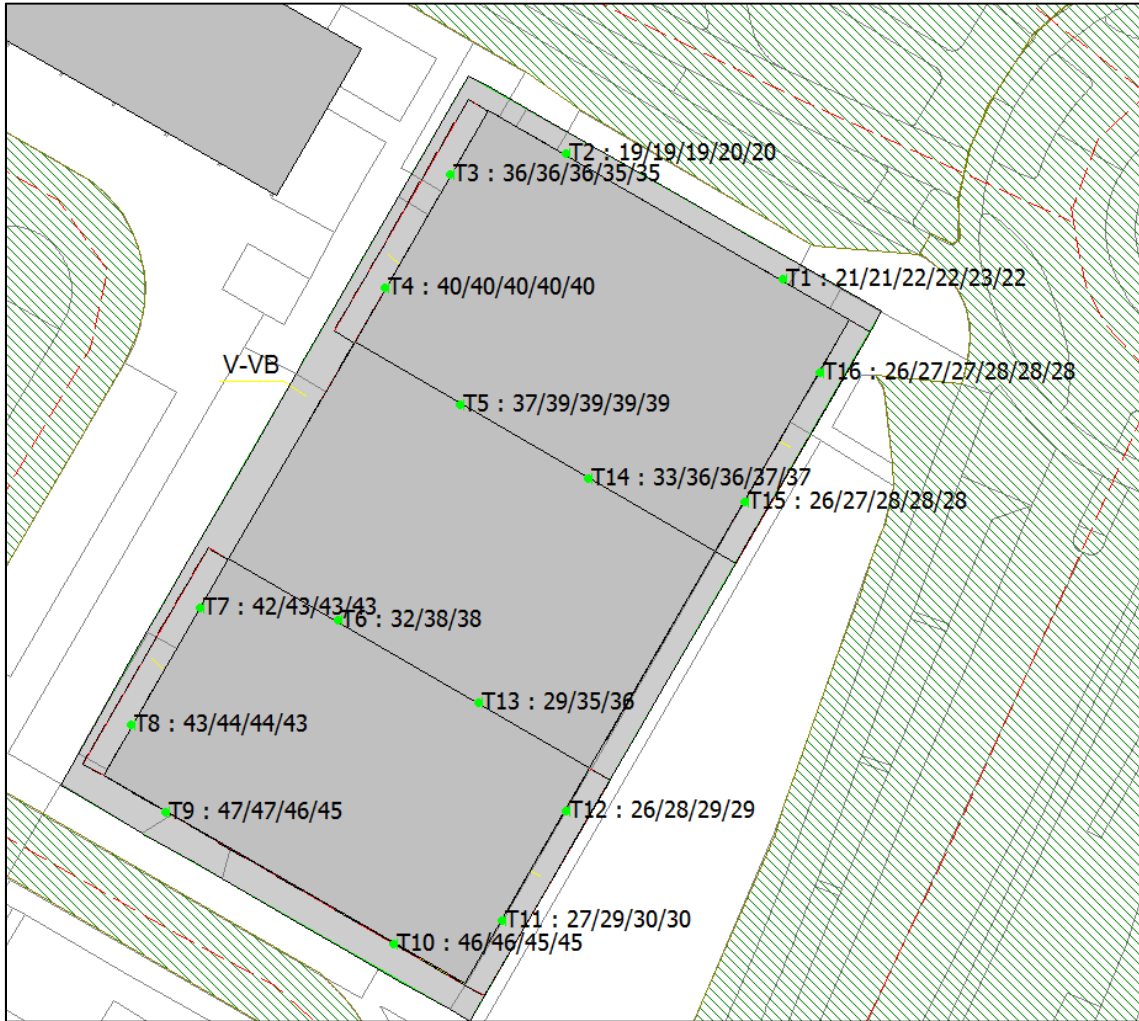 T2 : 19/19/19/20/20
T3 : 36/36/36/35/35
T1 : 21/21/22/22/23/22
T4 : 40/40/40/40/40
V-VB
T16 : 26/27/27/28/28/28
T5 : 37/39/39/39/39
T14 : 33/36/36/37/37
T15 : 26/27/28/28/28
T7 : 42/43/43/43
T6 : 32/38/38
T13 : 29/35/36
T8 : 43/44/44/43
T9 : 47/47/46/45
T12 : 26/28/29/29
T11 : 27/29/30/30
T10 : 46/46/45/45